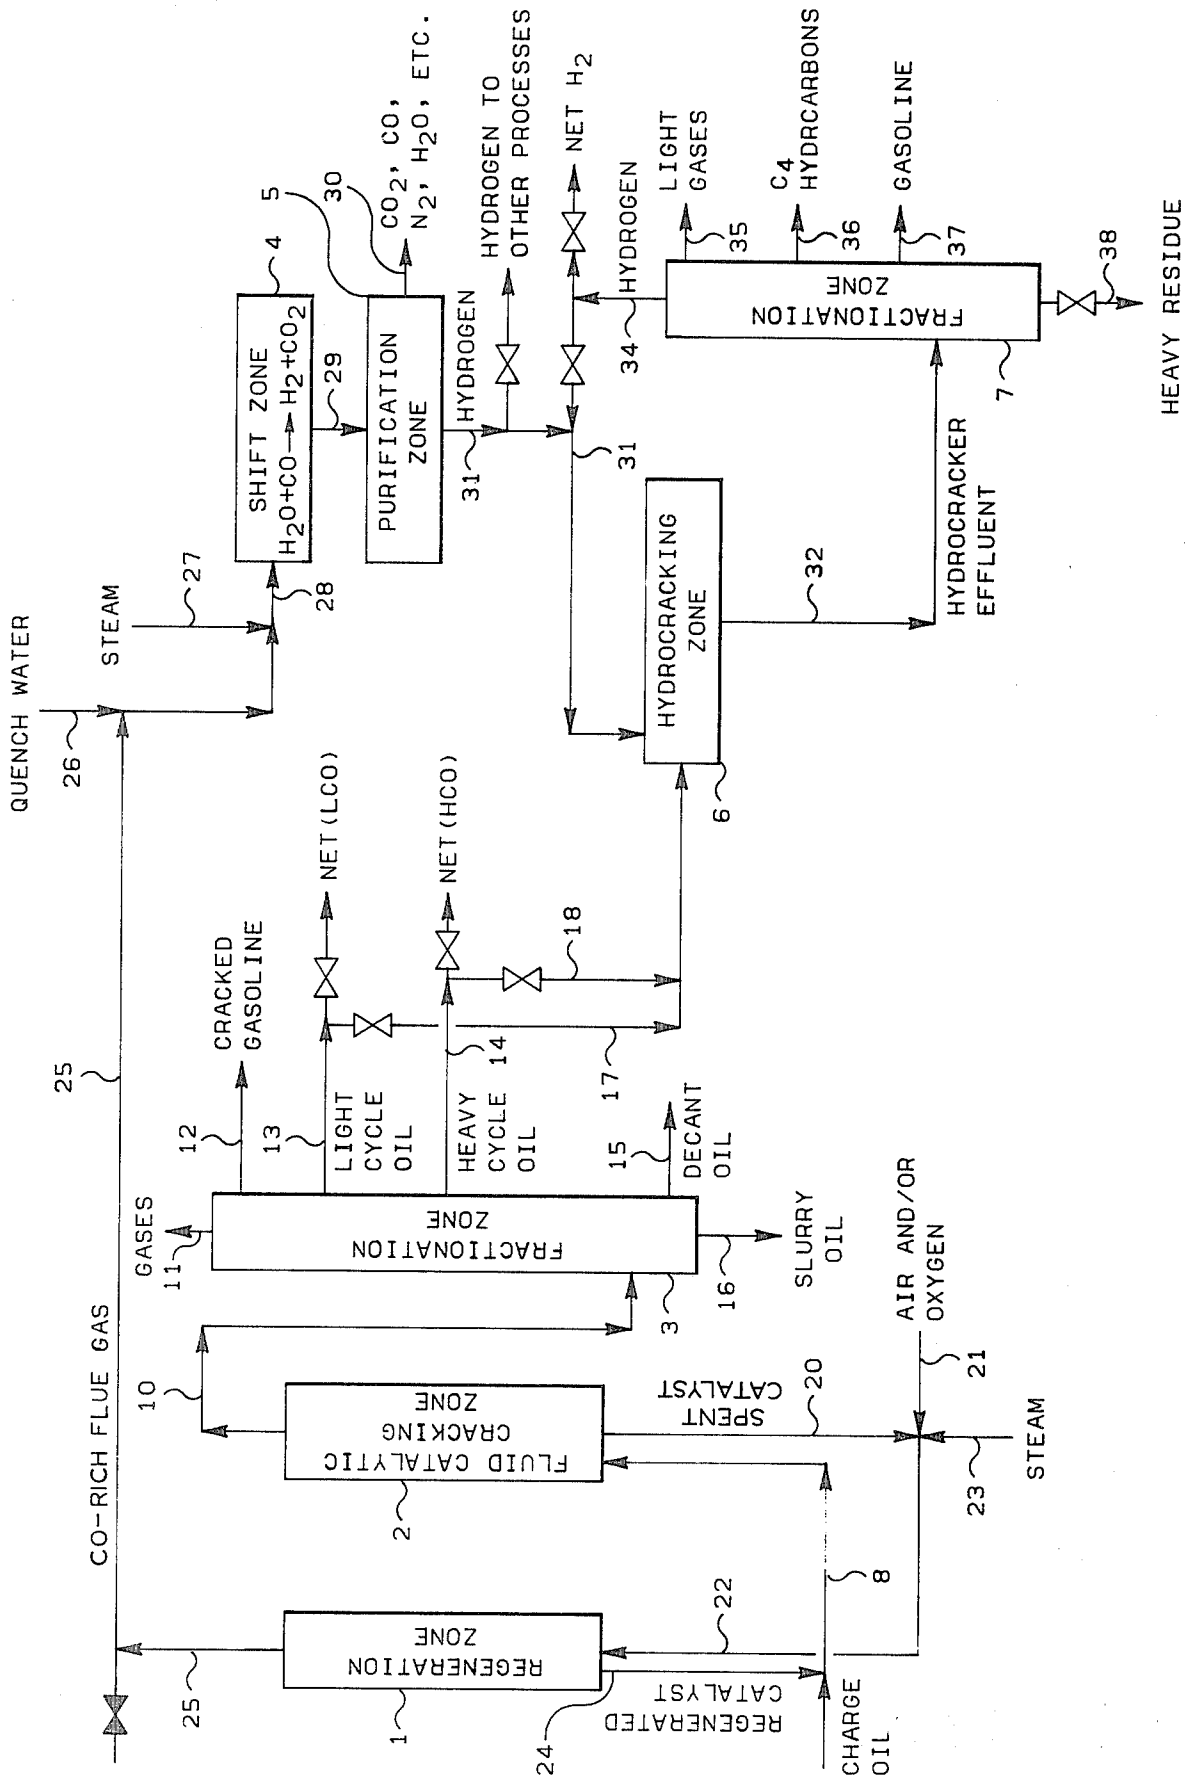 CO-RICH FLUE GAS
25
25
QUENCH WATER
26
STEAM
27
28
SHIFT ZONE
H2O+CO→H2+CO2
4
29
PURIFICATION
ZONE
5
30
CO2, CO,
N2, H2O, ETC.
HYDROGEN
31
HYDROGEN TO
OTHER PROCESSES
NET H2
31
HYDROGEN
34
REGENERATION
ZONE
1
24
REGENERATED
CATALYST
22
CHARGE
OIL
8
FLUID CATALYTIC
CRACKING
ZONE
2
10
SPENT
CATALYST
20
AIR AND/OR
OXYGEN
21
23
STEAM
FRACTIONATION
ZONE
3
GASES
11
12
CRACKED
GASOLINE
13
LIGHT
CYCLE
OIL
NET(LCO)
14
HEAVY
CYCLE
OIL
NET(HCO)
17
18
15
DECANT
OIL
16
SLURRY
OIL
HYDROCRACKING
ZONE
6
32
HYDROCRACKER
EFFLUENT
FRACTIONATION
ZONE
7
LIGHT
GASES
35
C4
HYDRCARBONS
36
GASOLINE
37
38
HEAVY RESIDUE